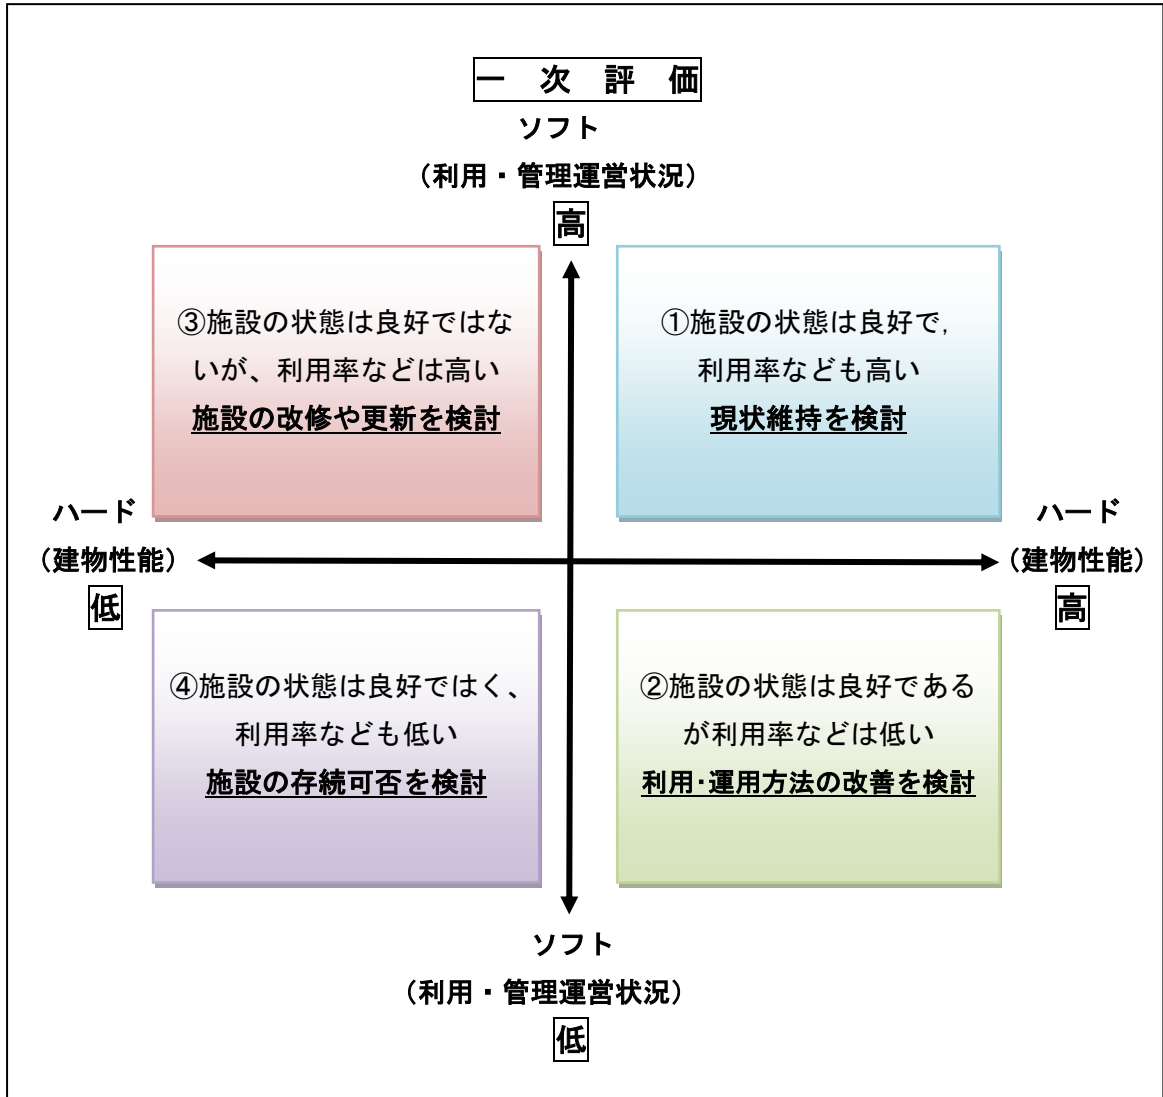 一 次 評 価
ソフト
（利用・管理運営状況）
高
③施設の状態は良好ではな
いが、利用率などは高い
施設の改修や更新を検討
①施設の状態は良好で,
利用率なども高い
現状維持を検討
ハード
（建物性能）
低
ハード
（建物性能）
高
④施設の状態は良好ではく、
利用率なども低い
施設の存続可否を検討
②施設の状態は良好である
が利用率などは低い
利用・運用方法の改善を検討
ソフト
（利用・管理運営状況）
低